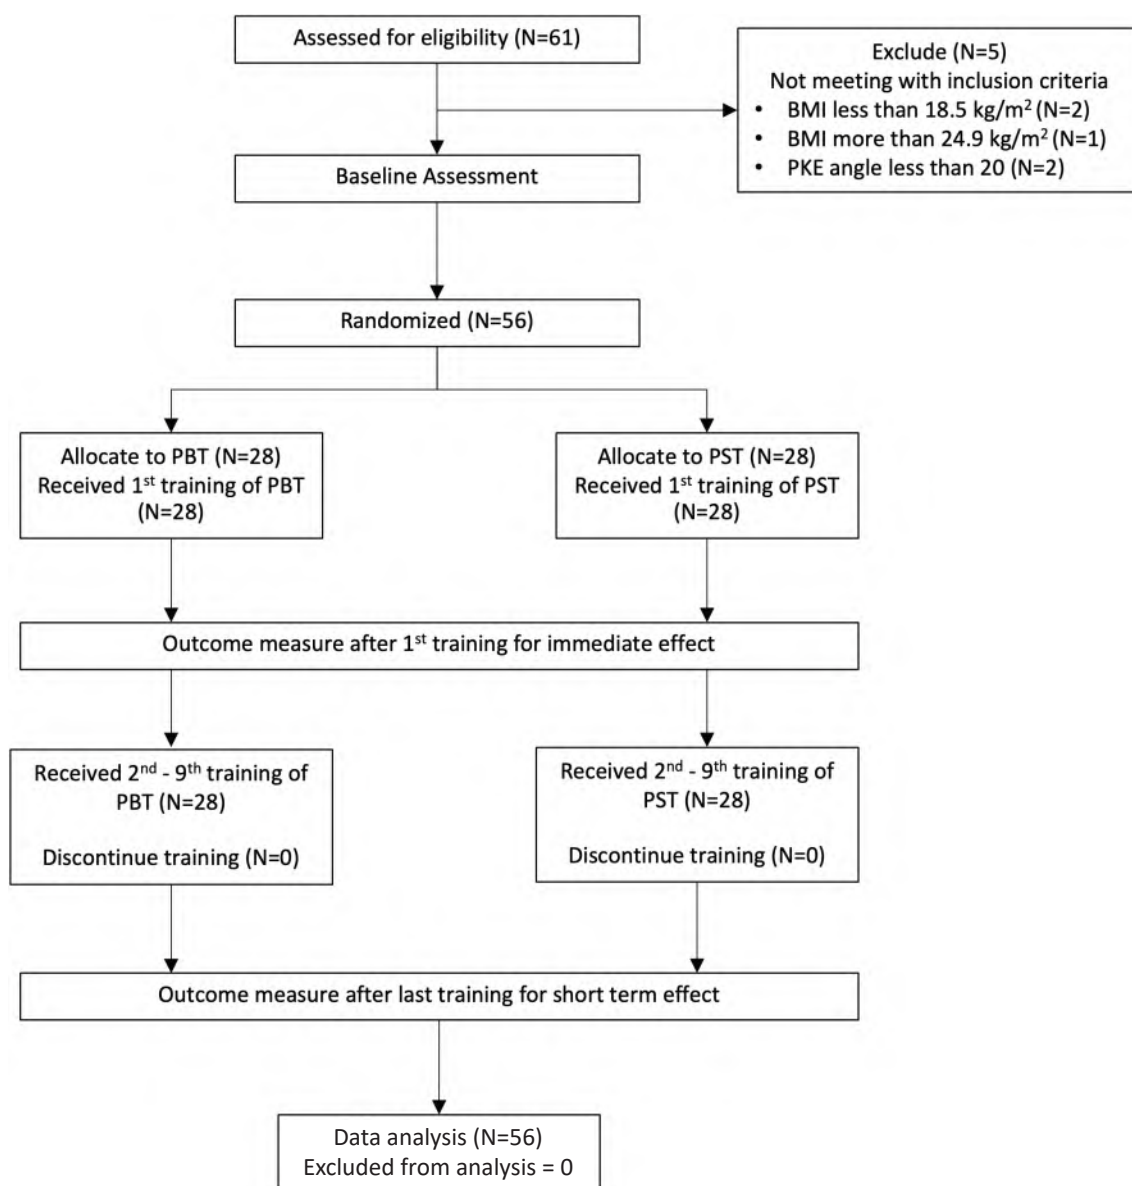 Assessed for eligibility (N=61)
Exclude (N=5)
Not meeting with inclusion criteria
• BMI less than 18.5 kg/m² (N=2)
• BMI more than 24.9 kg/m² (N=1)
• PKE angle less than 20 (N=2)
Baseline Assessment
Randomized (N=56)
Allocate to PBT (N=28)
Received 1st training of PBT
(N=28)
Allocate to PST (N=28)
Received 1st training of PST
(N=28)
Outcome measure after 1st training for immediate effect
Received 2nd - 9th training of
PBT (N=28)
Discontinue training (N=0)
Received 2nd - 9th training of
PST (N=28)
Discontinue training (N=0)
Outcome measure after last training for short term effect
Data analysis (N=56)
Excluded from analysis = 0